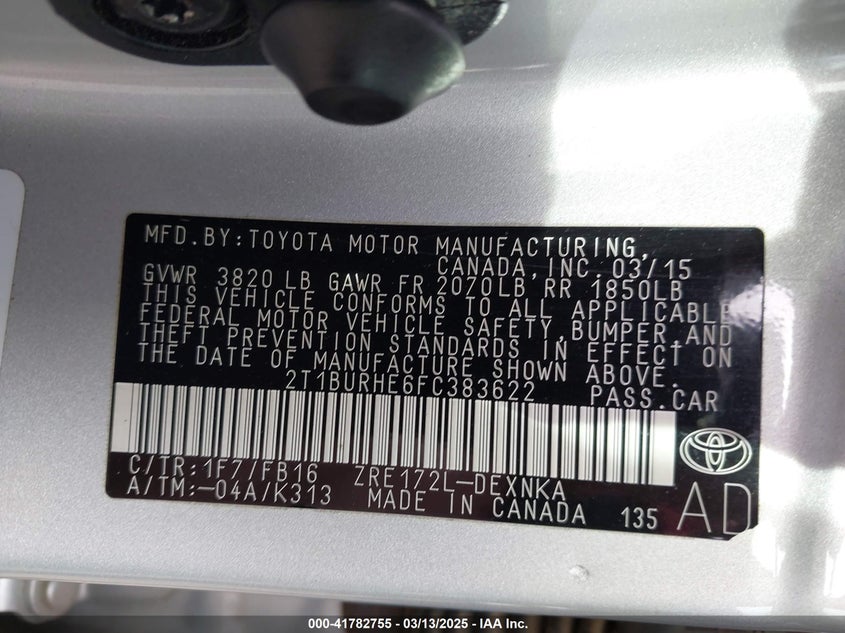 MFD.BY:TOYOTA MOTOR MANUFACTURING,
CANADA,INC. 03/15
GVWR 3820 LB GAWR FR 2070LB RR 1850LB
THIS VEHICLE CONFORMS TO ALL APPLICABLE
FEDERAL MOTOR VEHICLE SAFETY,BUMPER,AND
THEFT PREVENTION STANDARDS IN EFFECT ON
THE DATE OF MANUFACTURE SHOWN ABOVE.
2T1BURHE6FC383622 PASS.CAR
C/TR:1F7/FB16 ZRE172L-DEXNKA
A/TM:-04A/K313 MADE IN CANADA 135 AD
000-41782755 - 03/13/2025 - IAA Inc.